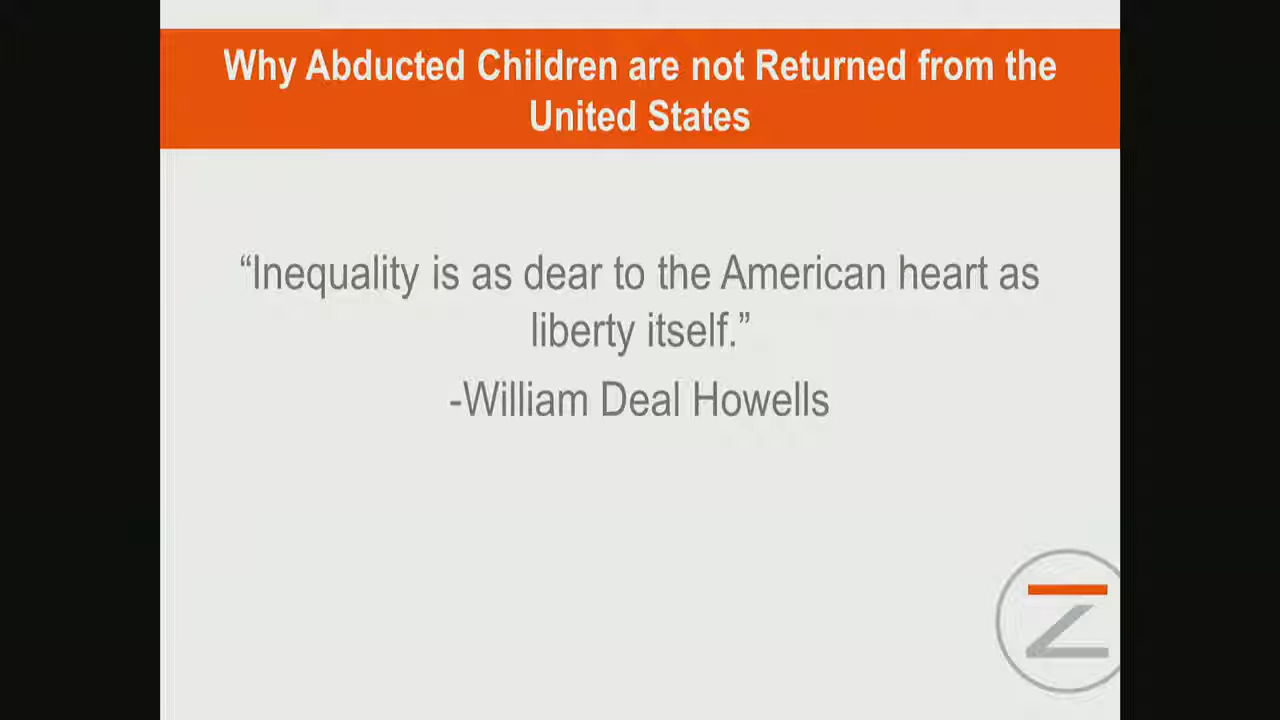 Why Abducted Children are not Returned from the
United States
“Inequality is as dear to the American heart as
liberty itself.”
-William Deal Howells